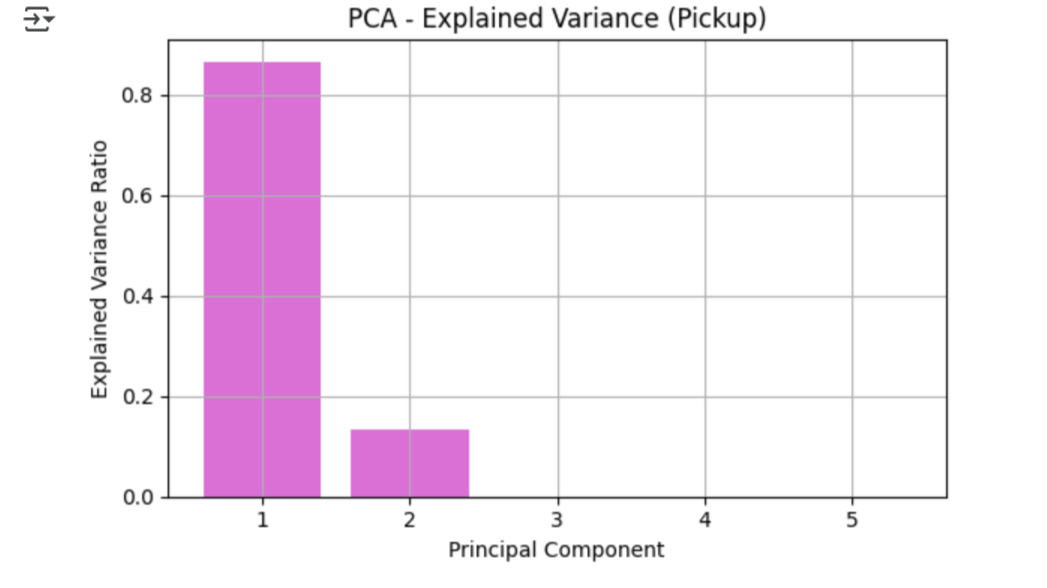 PCA - Explained Variance (Pickup)
Explained Variance Ratio
0.8
0.6
0.4
0.2
0.0
1 2 3 4 5
Principal Component